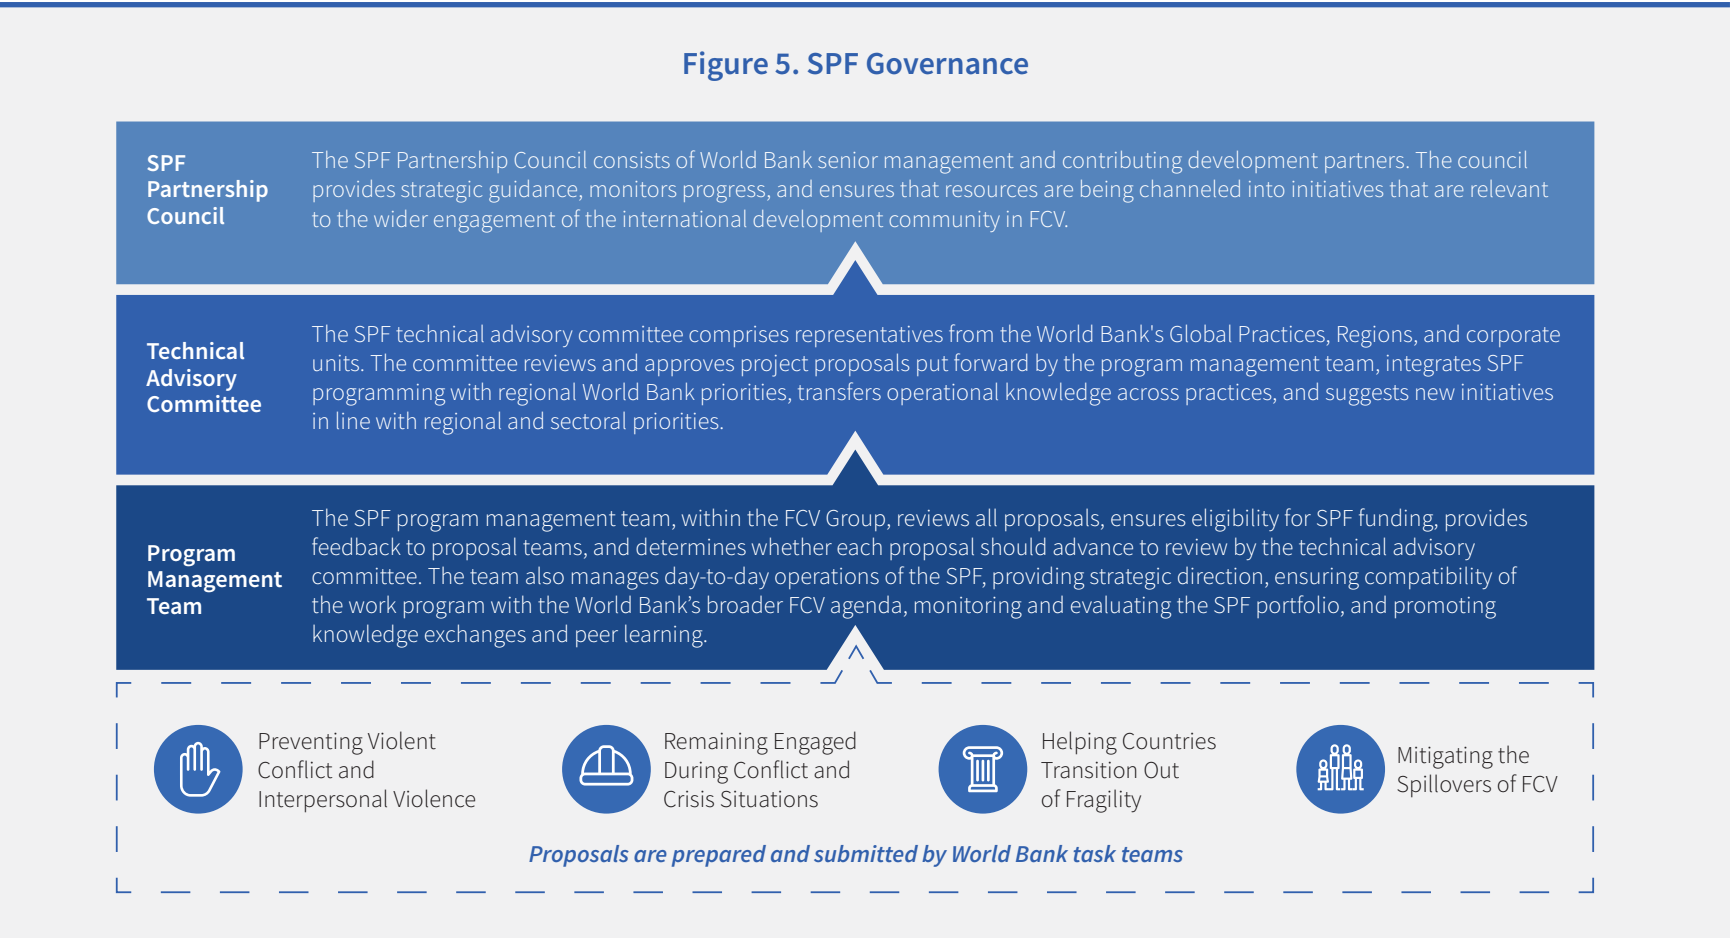 Figure 5. SPF Governance
SPF
Partnership
Council
The SPF Partnership Council consists of World Bank senior management and contributing development partners. The council
provides strategic guidance, monitors progress, and ensures that resources are being channeled into initiatives that are relevant
to the wider engagement of the international development community in FCV.
Technical
Advisory
Committee
The SPF technical advisory committee comprises representatives from the World Bank's Global Practices, Regions, and corporate
units. The committee reviews and approves project proposals put forward by the program management team, integrates SPF
programming with regional World Bank priorities, transfers operational knowledge across practices, and suggests new initiatives
in line with regional and sectoral priorities.
Program
Management
Team
The SPF program management team, within the FCV Group, reviews all proposals, ensures eligibility for SPF funding, provides
feedback to proposal teams, and determines whether each proposal should advance to review by the technical advisory
committee. The team also manages day-to-day operations of the SPF, providing strategic direction, ensuring compatibility of
the work program with the World Bank’s broader FCV agenda, monitoring and evaluating the SPF portfolio, and promoting
knowledge exchanges and peer learning.
Preventing Violent
Conflict and
Interpersonal Violence
Remaining Engaged
During Conflict and
Crisis Situations
Helping Countries
Transition Out
of Fragility
Mitigating the
Spillovers of FCV
Proposals are prepared and submitted by World Bank task teams